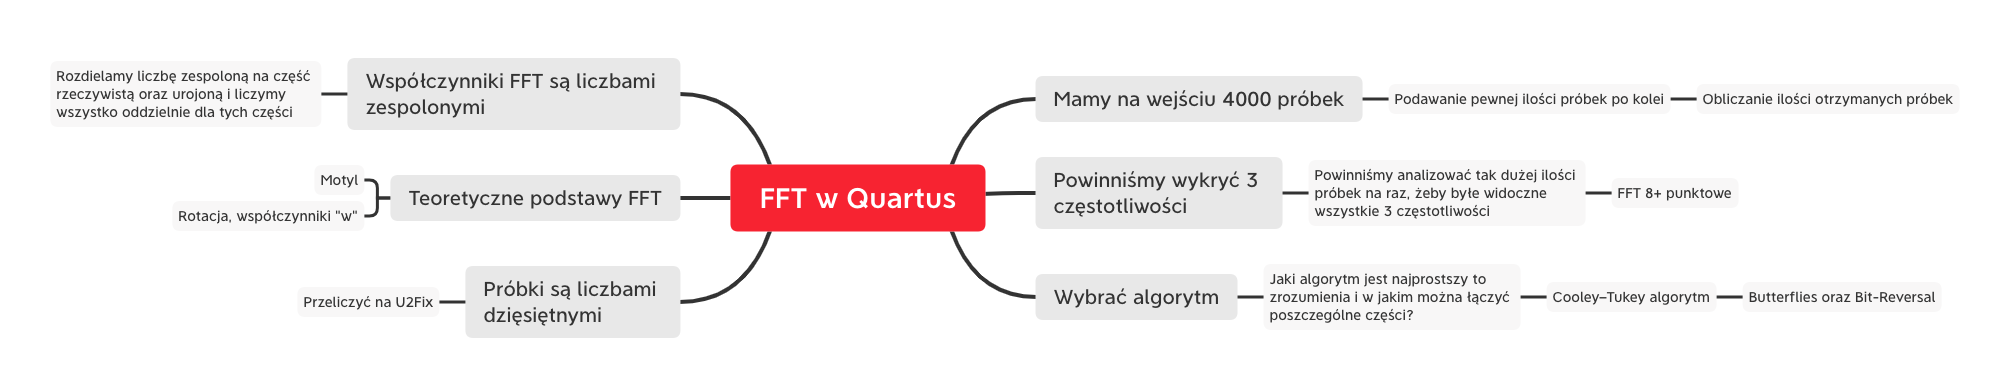 Rozdielamy liczbę zespoloną na część
rzeczywistą oraz urojoną i liczymy
wszystko oddzielnie dla tych części
Współczynniki FFT są liczbami
zespolonymi
Motyl
Rotacja, współczynniki "w"
Teoretyczne podstawy FFT
Przeliczyć na U2Fix
Próbki są liczbami
dzięsiętnymi
FFT w Quartus
Mamy na wejściu 4000 próbek
Podawanie pewnej ilości próbek po kolei
Obliczanie ilości otrzymanych próbek
Powinniśmy wykryć 3
częstotliwości
Powinniśmy analizować tak dużej ilości
próbek na raz, żeby byłe widoczne
wszystkie 3 częstotliwości
FFT 8+ punktowe
Wybrać algorytm
Jaki algorytm jest najprostszy to
zrozumienia i w jakim można łączyć
poszczególne części?
Cooley–Tukey algorytm
Butterflies oraz Bit-Reversal